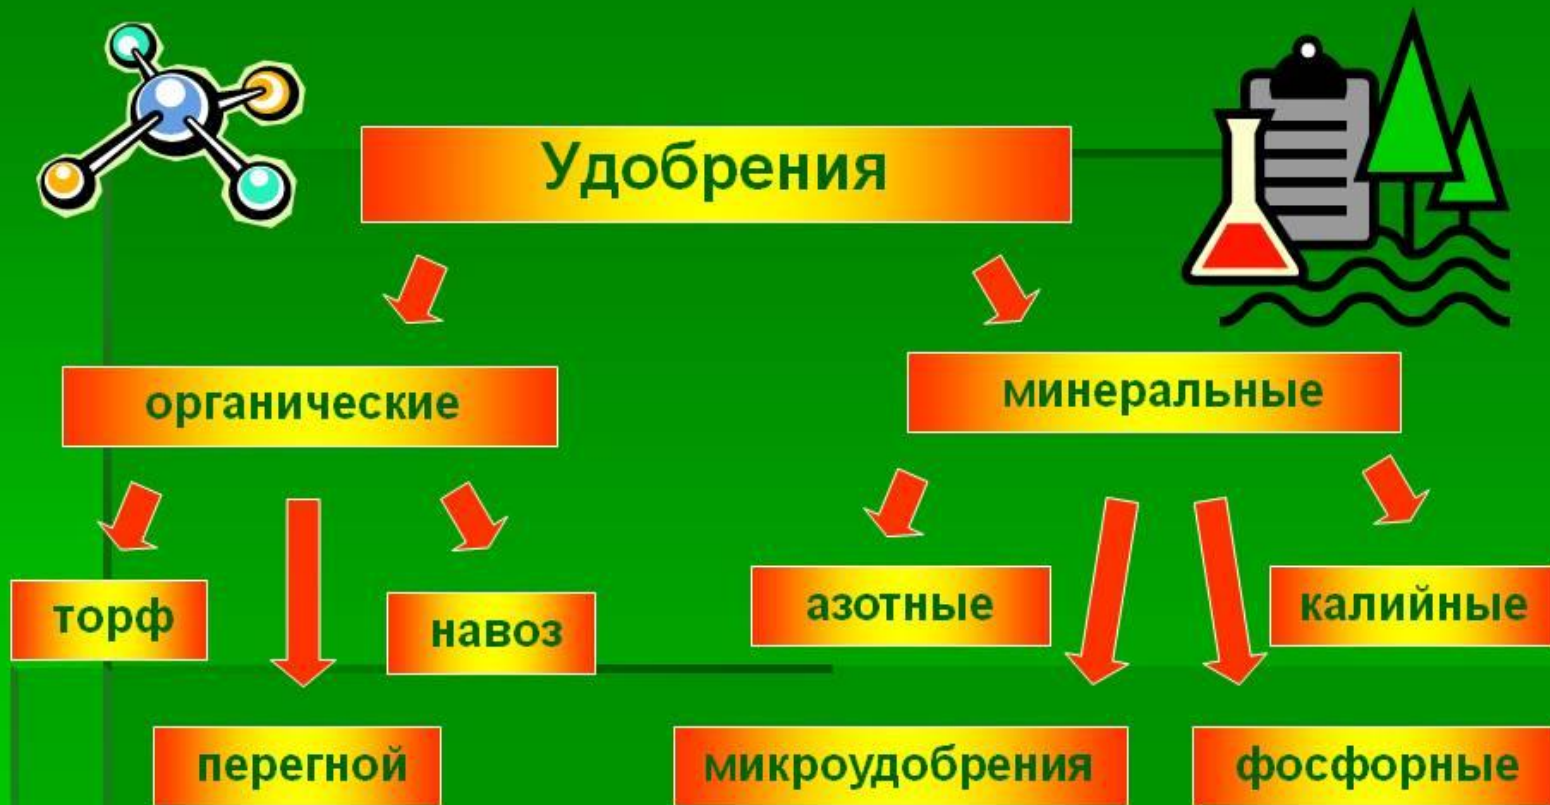 Удобрения
органические
минеральные
торф
навоз
азотные
калийные
перегной
микроудобрения
фосфорные